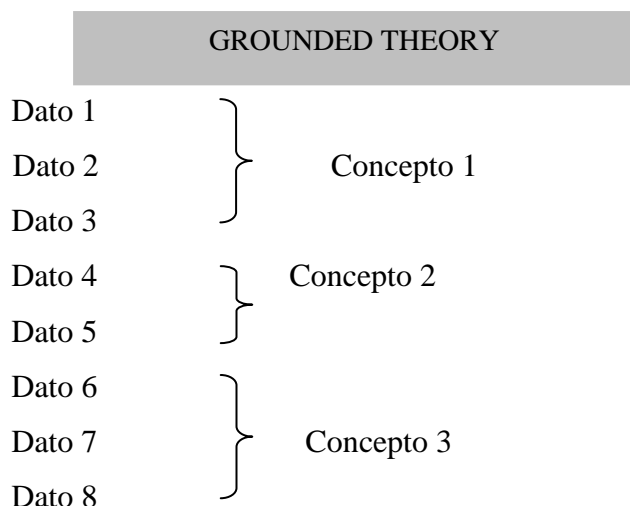 GROUNDED THEORY
Dato 1
Dato 2
Concepto 1
Dato 3
Dato 4
Concepto 2
Dato 5
Dato 6
Dato 7
Concepto 3
Dato 8